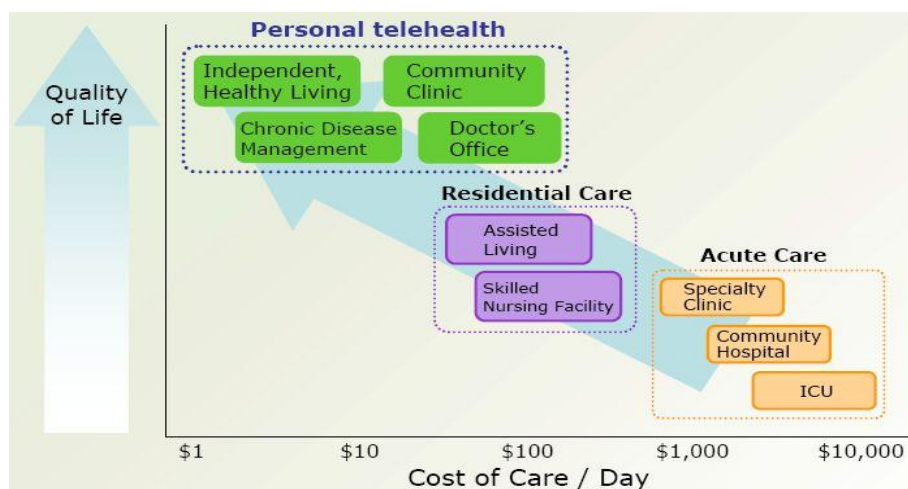 Personal telehealth
Quality
of Life
Independent,
Healthy Living
Community
Clinic
Chronic Disease
Management
Doctor's
Office
Residential Care
Assisted
Living
Skilled
Nursing Facility
Acute Care
Specialty
Clinic
Community
Hospital
ICU
$1 $10 $100 $1,000 $10,000
Cost of Care / Day